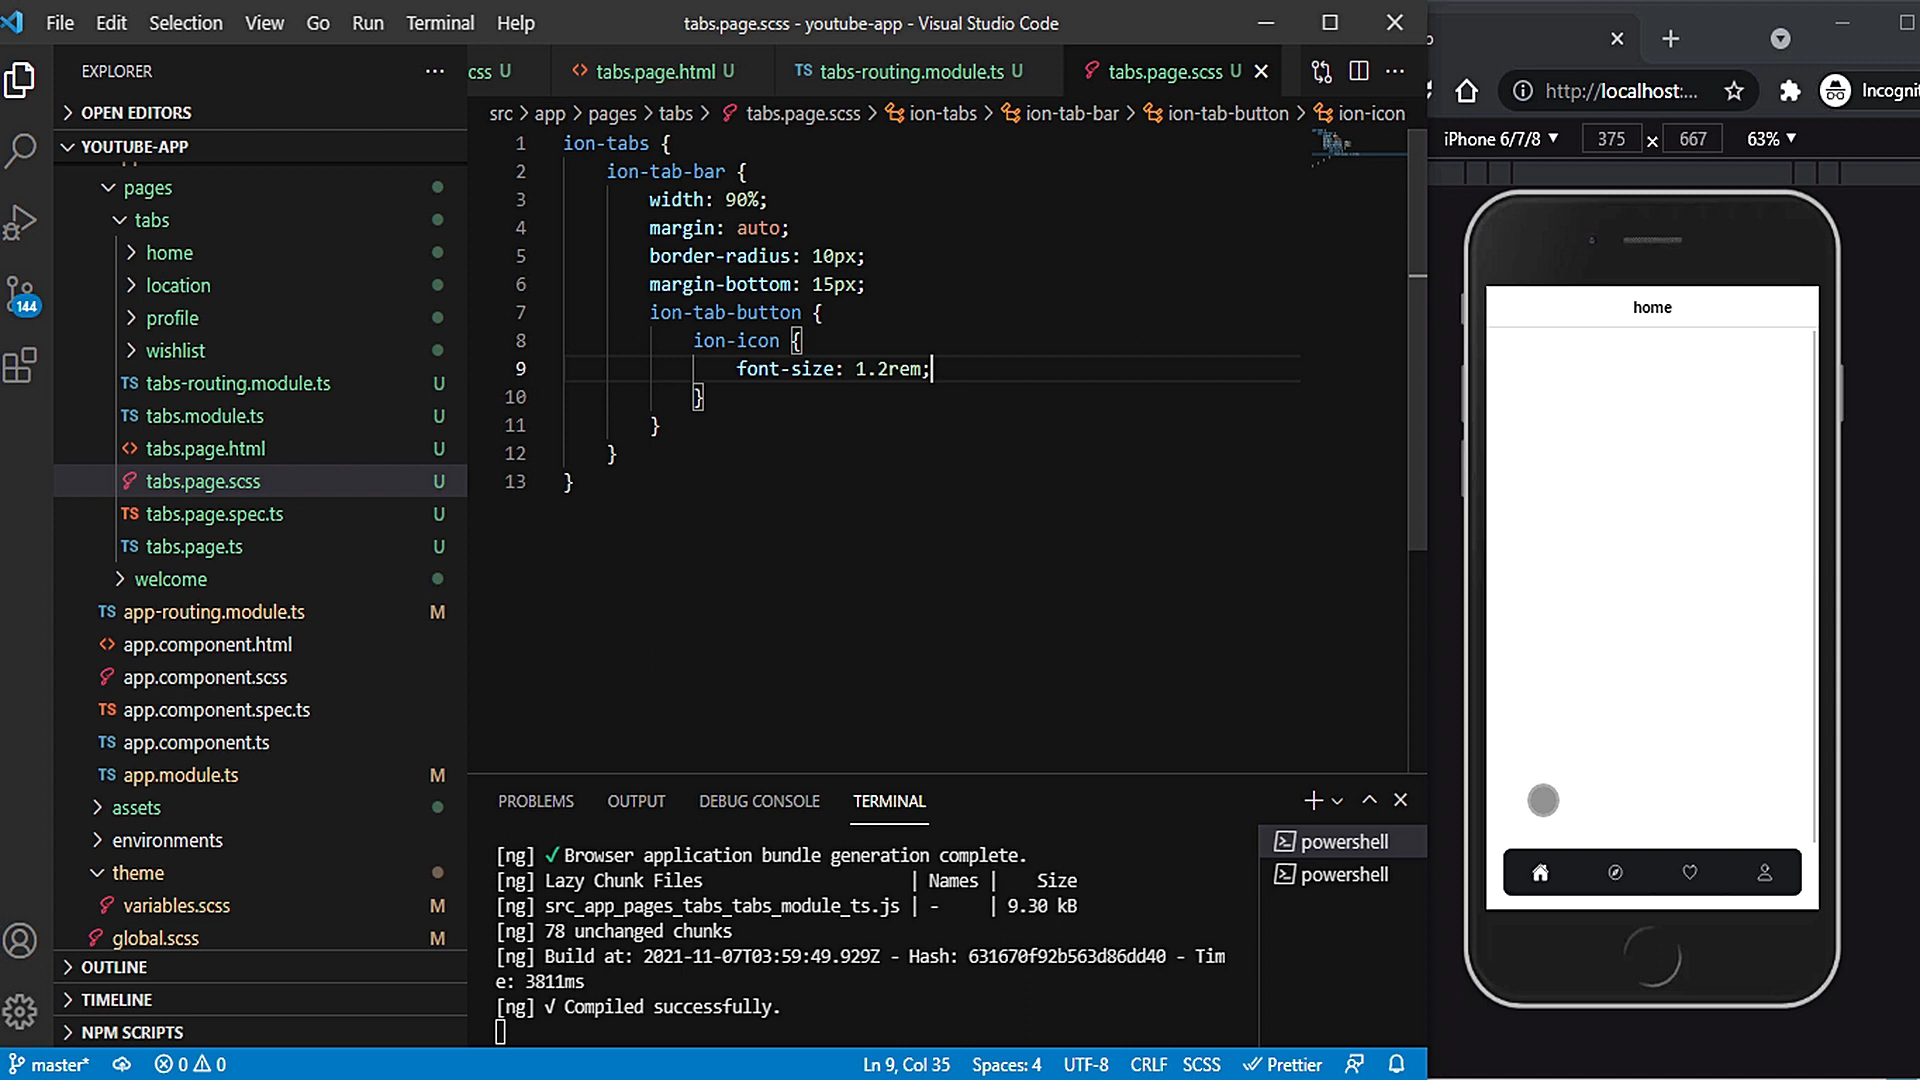 File Edit Selection View Go Run Terminal Help
tabs.page.scss - youtube-app - Visual Studio Code
EXPLORER
OPEN EDITORS
YOUTUBE-APP
pages
tabs
home
location
profile
wishlist
TS tabs-routing.module.ts U
TS tabs.module.ts U
<> tabs.page.html U
tabs.page.scss U
TS tabs.page.spec.ts U
TS tabs.page.ts U
welcome
TS app-routing.module.ts M
<> app.component.html
app.component.scss
TS app.component.spec.ts
TS app.component.ts
TS app.module.ts M
assets
environments
theme
variables.scss M
global.scss M
OUTLINE
TIMELINE
NPM SCRIPTS
144
css U <> tabs.page.html U TS tabs-routing.module.ts U tabs.page.scss U
src > app > pages > tabs > tabs.page.scss > ion-tabs > ion-tab-bar > ion-tab-button > ion-icon
1 ion-tabs {
2 ion-tab-bar {
3 width: 90%;
4 margin: auto;
5 border-radius: 10px;
6 margin-bottom: 15px;
7 ion-tab-button {
8 ion-icon {
9 font-size: 1.2rem;
10 }
11 }
12 }
13 }
PROBLEMS OUTPUT DEBUG CONSOLE TERMINAL
[ng] ✓ Browser application bundle generation complete.
[ng] Lazy Chunk Files | Names | Size
[ng] src_app_pages_tabs_tabs_module_ts.js | - | 9.30 kB
[ng] 78 unchanged chunks
[ng] Build at: 2021-11-07T03:59:49.929Z - Hash: 631670f92b563d86dd40 - Tim
e: 3811ms
[ng] √ Compiled successfully.
powershell
powershell
master* 0 0 Ln 9, Col 35 Spaces: 4 UTF-8 CRLF SCSS Prettier
http://localhost:... Incognit
iPhone 6/7/8 375 x 667 63%
home